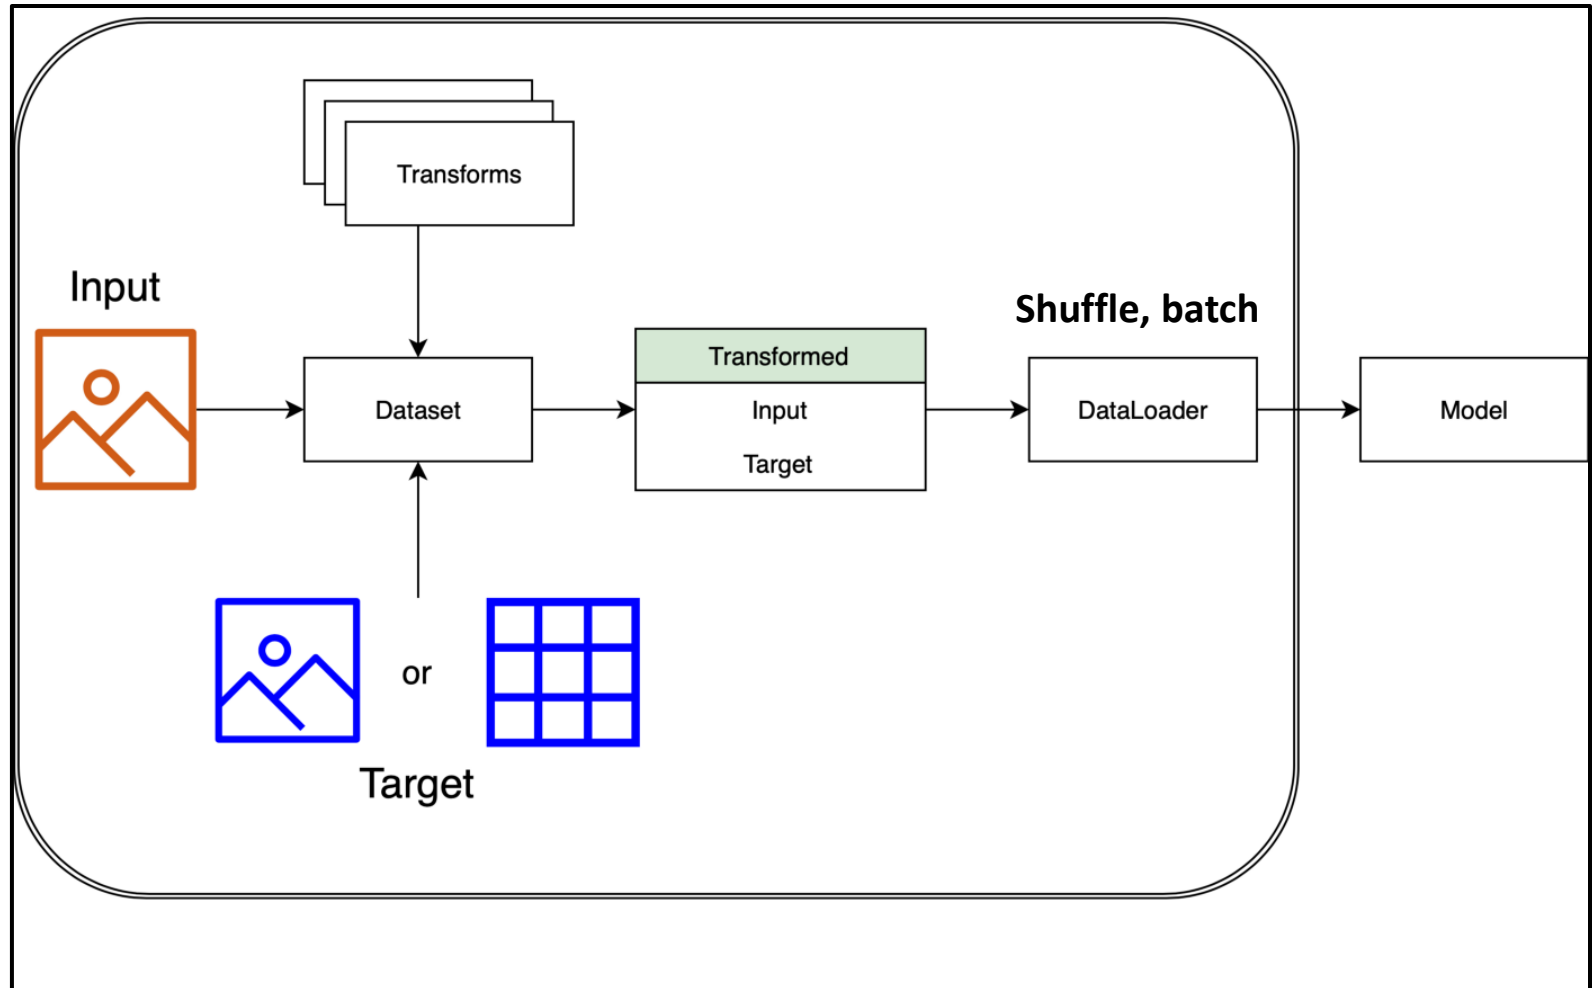 Transforms
Input
Shuffle, batch
Transformed
Dataset
Input
DataLoader
Model
Target
or
Target